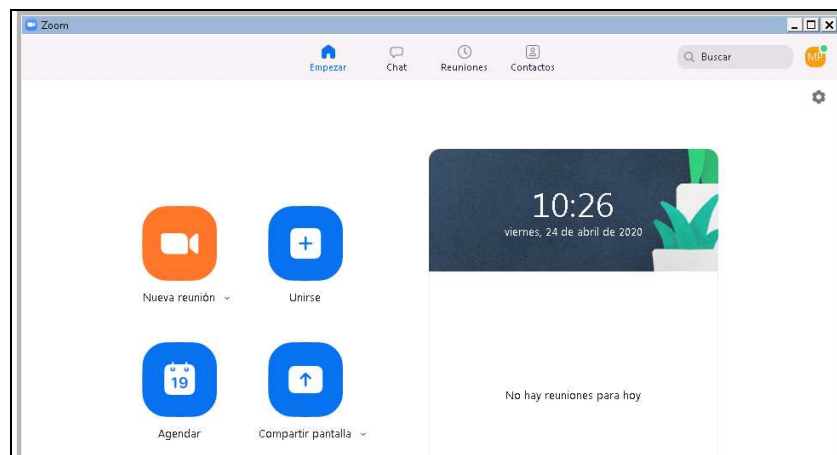 Zoom
Empezar
Chat
Reuniones
Contactos
Buscar
MP
10:26
viernes, 24 de abril de 2020
Nueva reunión
Unirse
19
Agendar
Compartir pantalla
No hay reuniones para hoy